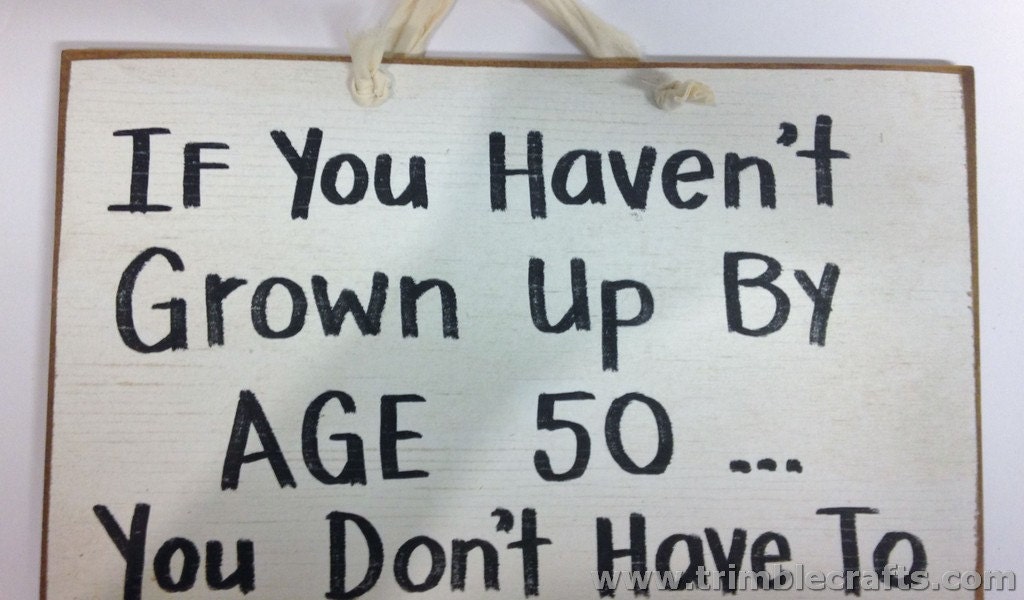 If You Haven't
Grown Up By
AGE 50 ...
You Don't Have To
www.trimblecrafts.com